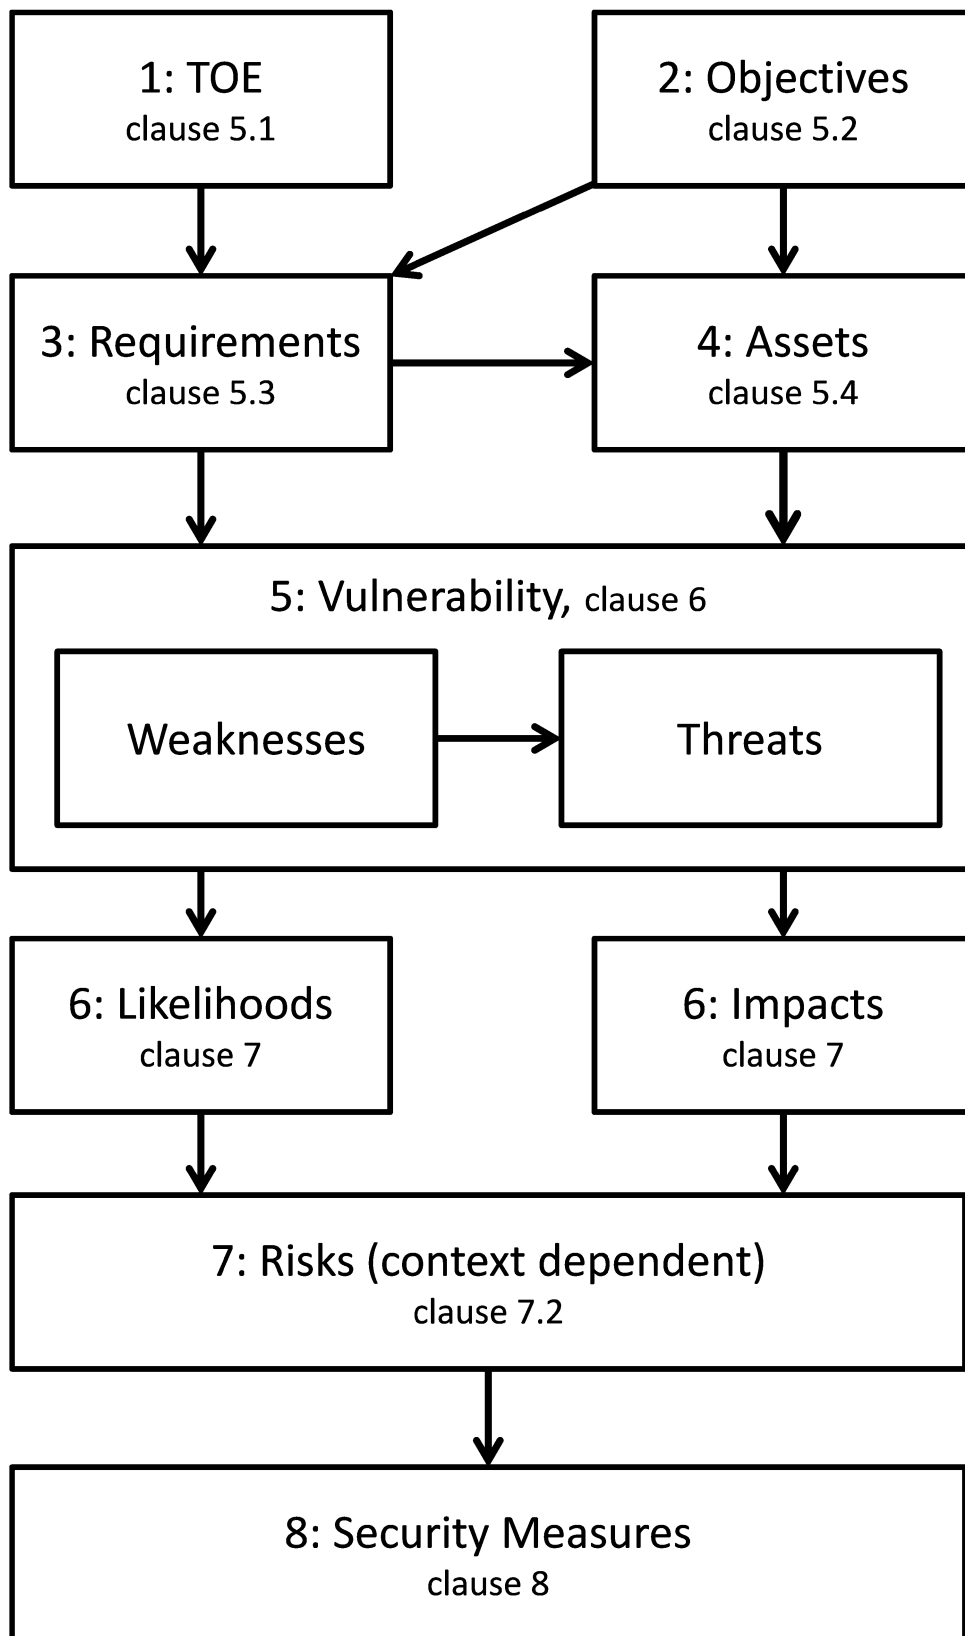 1: TOE
clause 5.1
2: Objectives
clause 5.2
3: Requirements
clause 5.3
4: Assets
clause 5.4
5: Vulnerability, clause 6
Weaknesses
Threats
6: Likelihoods
clause 7
6: Impacts
clause 7
7: Risks (context dependent)
clause 7.2
8: Security Measures
clause 8